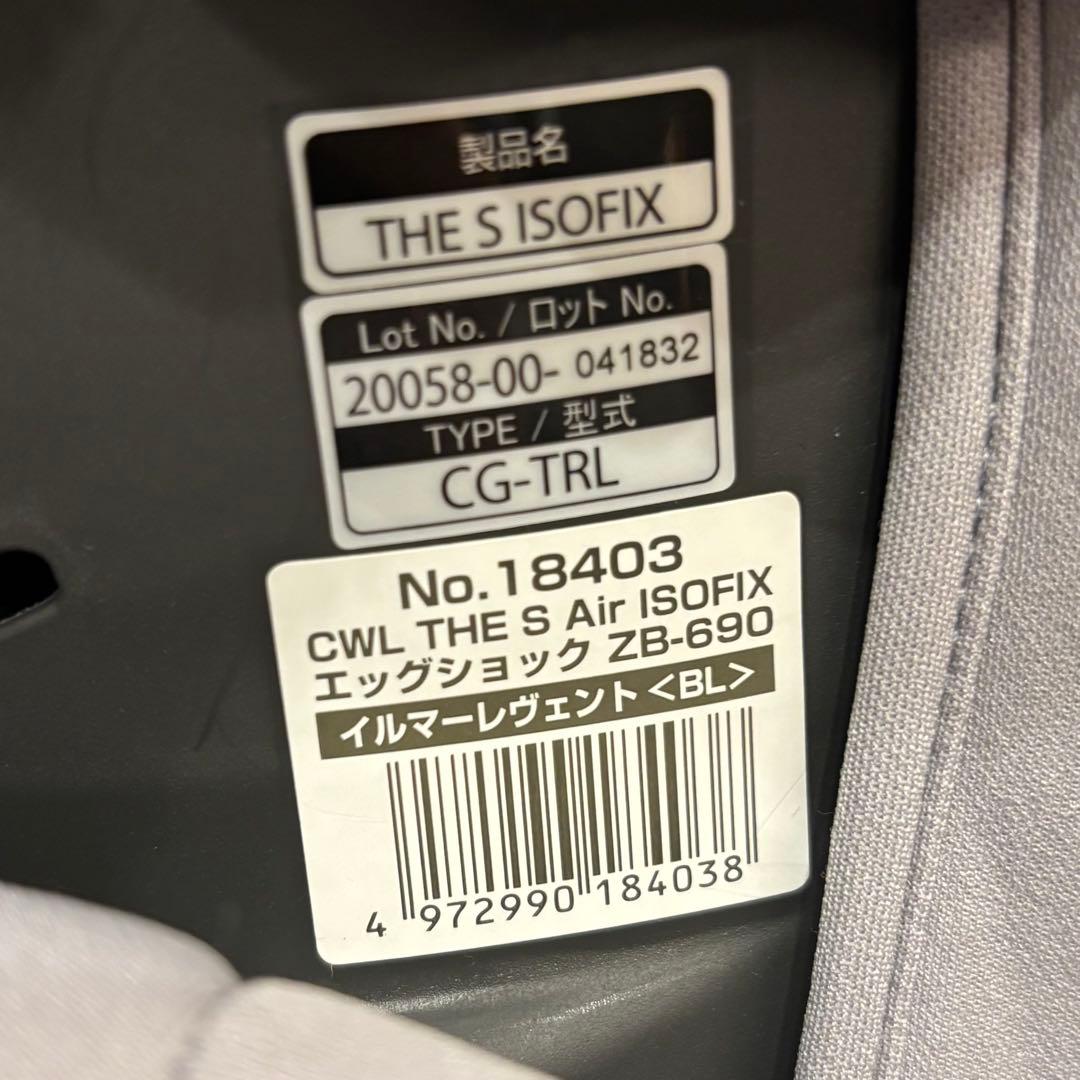 製品名
THE S ISOFIX
Lot No. / ロット No.
20058-00- 041832
TYPE / 型式
CG-TRL
No.18403
CWL THE S Air ISOFIX
エッグショック ZB-690
イルマーレヴェント<BL>
4 972990 184038